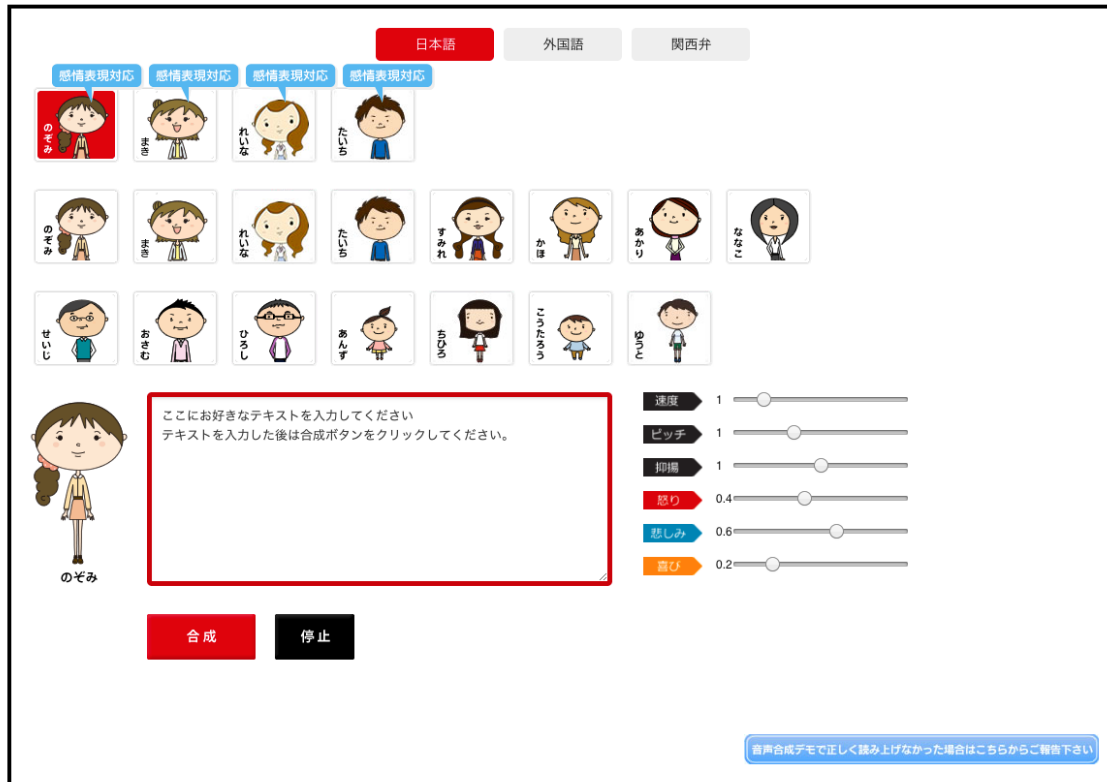 日本語
外国語
関西弁
感情表現対応
感情表現対応
感情表現対応
感情表現対応
のぞみ
まき
れいな
たいち
のぞみ
まき
れいな
たいち
すみれ
かほ
あかり
ななこ
せいじ
おさむ
ひろし
あんず
ちひろ
こうたろう
ゆうと
のぞみ
ここにお好きなテキストを入力してください
テキストを入力した後は合成ボタンをクリックしてください。
速度 1
ピッチ 1
抑揚 1
怒り 0.4
悲しみ 0.6
喜び 0.2
合成
停止
音声合成デモで正しく読み上げなかった場合はこちらからご報告下さい